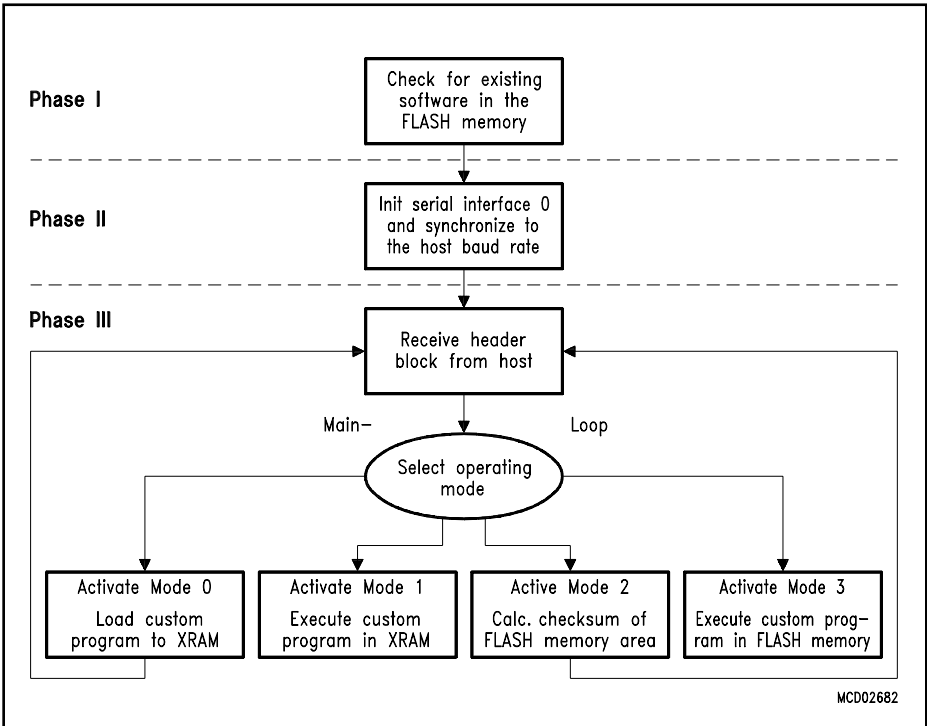 Phase I
Check for existing
software in the
FLASH memory
Phase II
Init serial interface 0
and synchronize to
the host baud rate
Phase III
Receive header
block from host
Main-
Loop
Select operating
mode
Activate Mode 0
Load custom
program to XRAM
Activate Mode 1
Execute custom
program in XRAM
Active Mode 2
Calc. checksum of
FLASH memory area
Activate Mode 3
Execute custom prog-
ram in FLASH memory
MCD02682